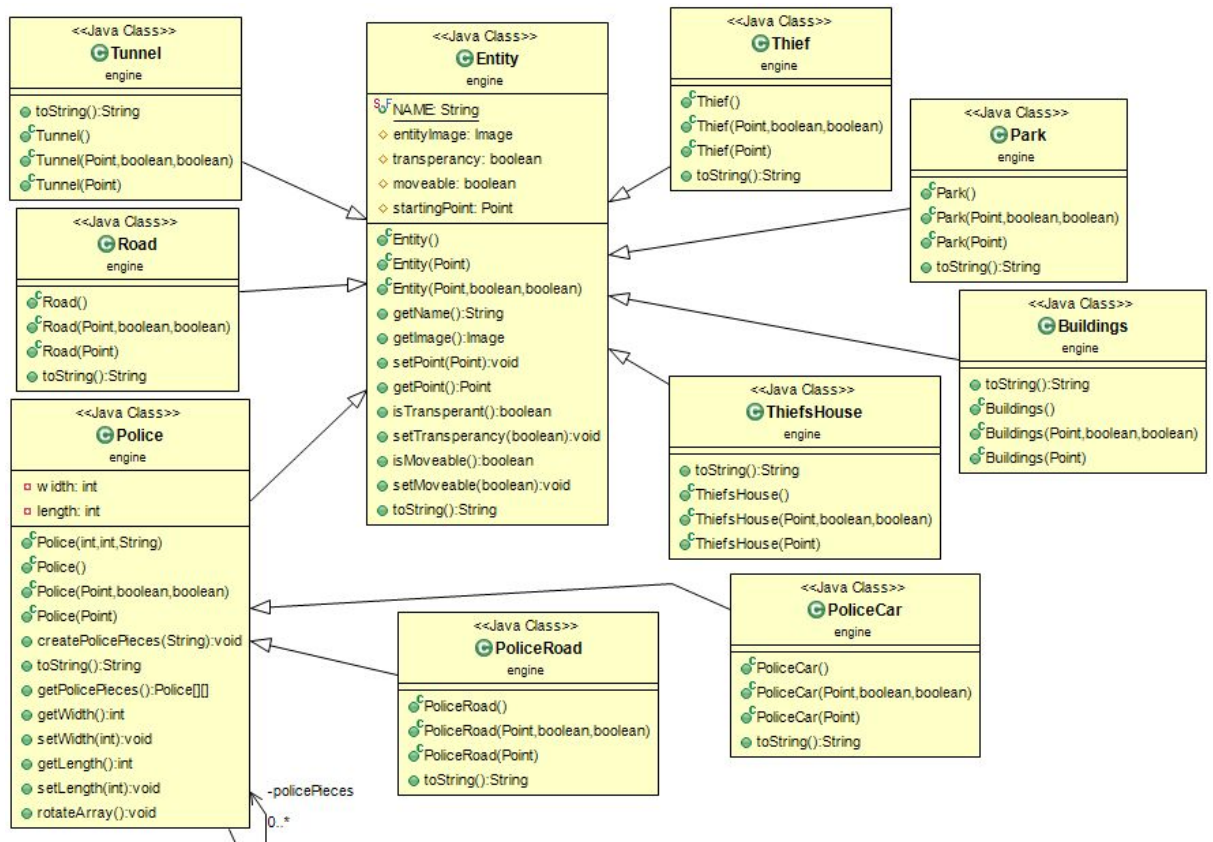 <<Java Class>>
Tunnel
engine
toString():String
Tunnel()
Tunnel(Point,boolean,boolean)
Tunnel(Point)
<<Java Class>>
Road
engine
Road()
Road(Point,boolean,boolean)
Road(Point)
toString():String
<<Java Class>>
Police
engine
width: int
length: int
Police(int,int,String)
Police()
Police(Point,boolean,boolean)
Police(Point)
createPolicePieces(String):void
toString():String
getPolicePieces():Police[][]
getWidth():int
setWidth(int):void
getLength():int
setLength(int):void
rotateArray():void
-policePieces
0..*
<<Java Class>>
Entity
engine
NAME: String
entityImage: Image
transperancy: boolean
moveable: boolean
startingPoint: Point
Entity()
Entity(Point)
Entity(Point,boolean,boolean)
getName():String
getImage():Image
setPoint(Point):void
getPoint():Point
isTransperant():boolean
setTransperancy(boolean):void
isMoveable():boolean
setMoveable(boolean):void
toString():String
<<Java Class>>
Thief
engine
Thief()
Thief(Point,boolean,boolean)
Thief(Point)
toString():String
<<Java Class>>
Park
engine
Park()
Park(Point,boolean,boolean)
Park(Point)
toString():String
<<Java Class>>
Buildings
engine
toString():String
Buildings()
Buildings(Point,boolean,boolean)
Buildings(Point)
<<Java Class>>
ThiefsHouse
engine
toString():String
ThiefsHouse()
ThiefsHouse(Point,boolean,boolean)
ThiefsHouse(Point)
<<Java Class>>
PoliceRoad
engine
PoliceRoad()
PoliceRoad(Point,boolean,boolean)
PoliceRoad(Point)
toString():String
<<Java Class>>
PoliceCar
engine
PoliceCar()
PoliceCar(Point,boolean,boolean)
PoliceCar(Point)
toString():String